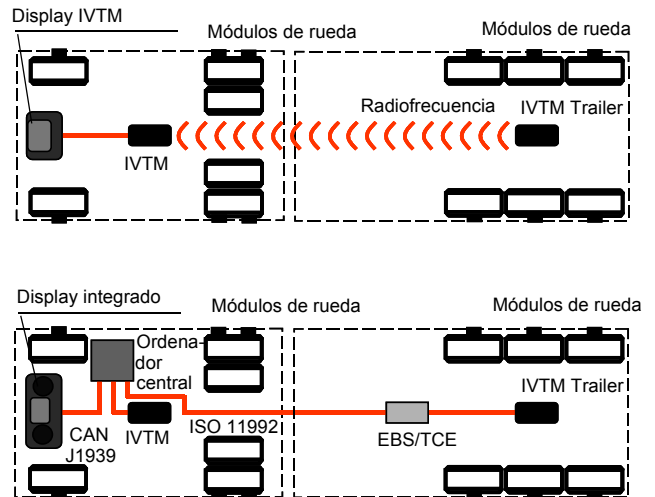 Display IVTM
Módulos de rueda
Módulos de rueda
Radiofrecuencia
IVTM Trailer
IVTM
Display integrado
Módulos de rueda
Módulos de rueda
Ordena-
dor
central
IVTM Trailer
CAN
J1939
IVTM
ISO 11992
EBS/TCE